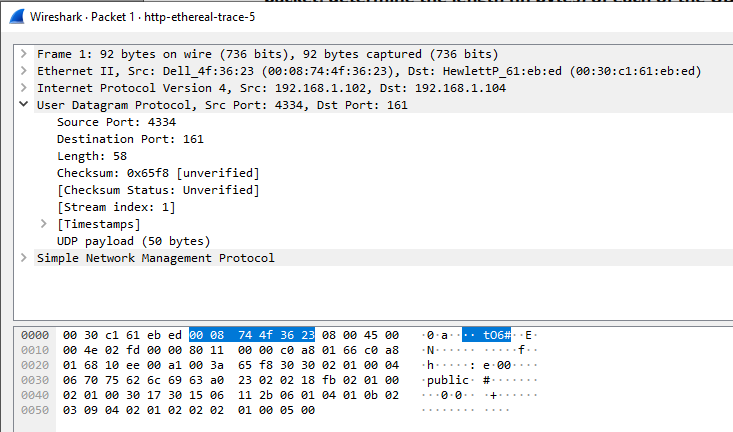 Wireshark · Packet 1 · http-ethereal-trace-5
Frame 1: 92 bytes on wire (736 bits), 92 bytes captured (736 bits)
Ethernet II, Src: Dell_4f:36:23 (00:08:74:4f:36:23), Dst: HewlettP_61:eb:ed (00:30:c1:61:eb:ed)
Internet Protocol Version 4, Src: 192.168.1.102, Dst: 192.168.1.104
User Datagram Protocol, Src Port: 4334, Dst Port: 161
Source Port: 4334
Destination Port: 161
Length: 58
Checksum: 0x65f8 [unverified]
[Checksum Status: Unverified]
[Stream index: 1]
[Timestamps]
UDP payload (50 bytes)
Simple Network Management Protocol
0000 00 30 c1 61 eb ed 00 08 74 4f 36 23 08 00 45 00 ·0·a···· tO6#··E·
0010 00 4e 02 fd 00 00 80 11 00 00 c0 a8 01 66 c0 a8 ·N······ ·····f··
0020 01 68 10 ee 00 a1 00 3a 65 f8 30 30 02 01 00 04 ·h·····: e·00····
0030 06 70 75 62 6c 69 63 a0 23 02 02 18 fb 02 01 00 ·public· #·······
0040 02 01 00 30 17 30 15 06 11 2b 06 01 04 01 0b 02 ···0·0·· ·+······
0050 03 09 04 02 01 02 02 02 01 00 05 00 ········ ····